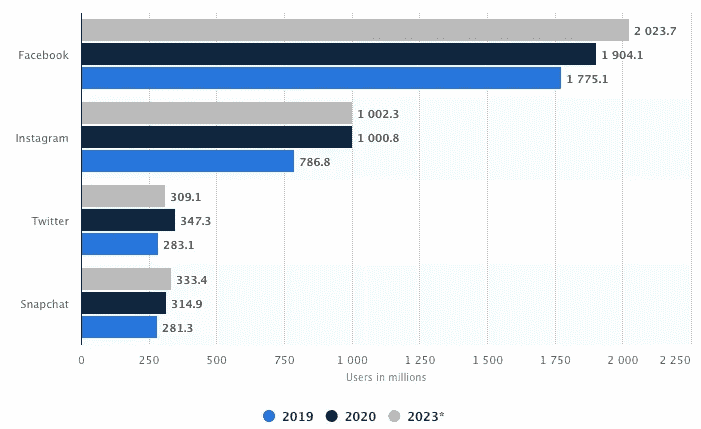 2 023.7
Facebook 1 904.1
1 775.1
1 002.3
Instagram 1 000.8
786.8
309.1
Twitter 347.3
283.1
333.4
Snapchat 314.9
281.3
0 250 500 750 1 000 1 250 1 500 1 750 2 000 2 250
Users in millions
2019 2020 2023*